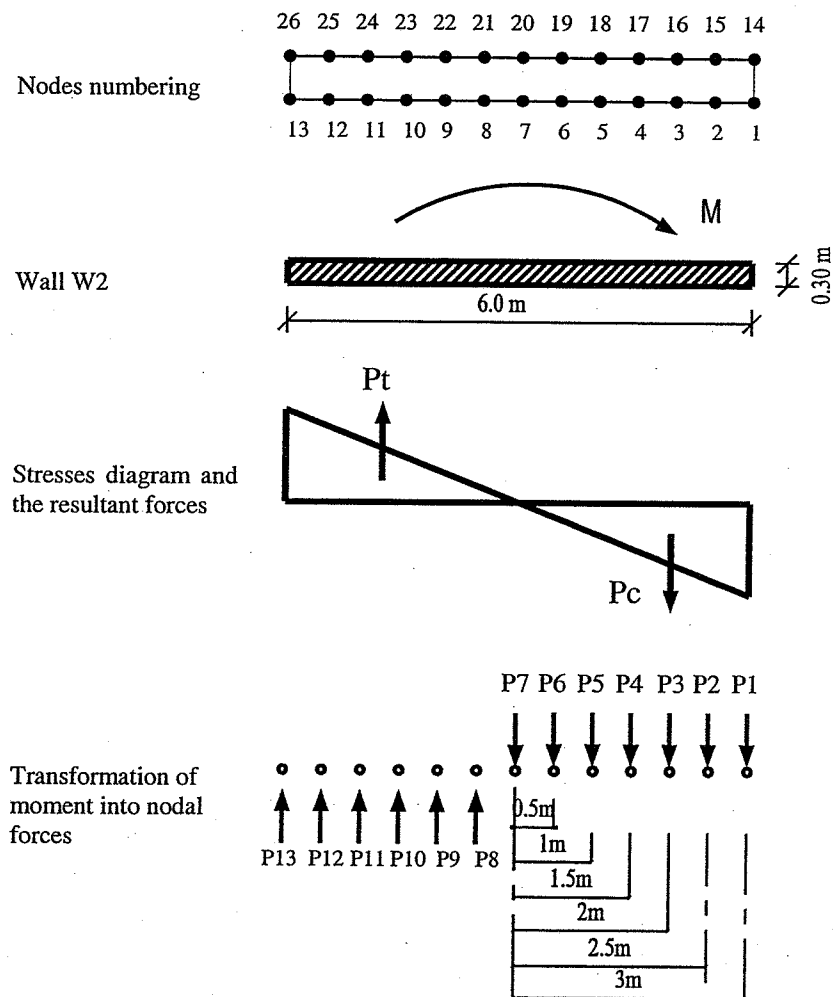 26 25 24 23 22 21 20 19 18 17 16 15 14
Nodes numbering
13 12 11 10 9 8 7 6 5 4 3 2 1
M
Wall W2
0.30 m
6.0 m
Pt
Stresses diagram and
the resultant forces
Pc
P7 P6 P5 P4 P3 P2 P1
Transformation of
moment into nodal
forces
0.5m
P13 P12 P11 P10 P9 P8
1m
1.5m
2m
2.5m
3m